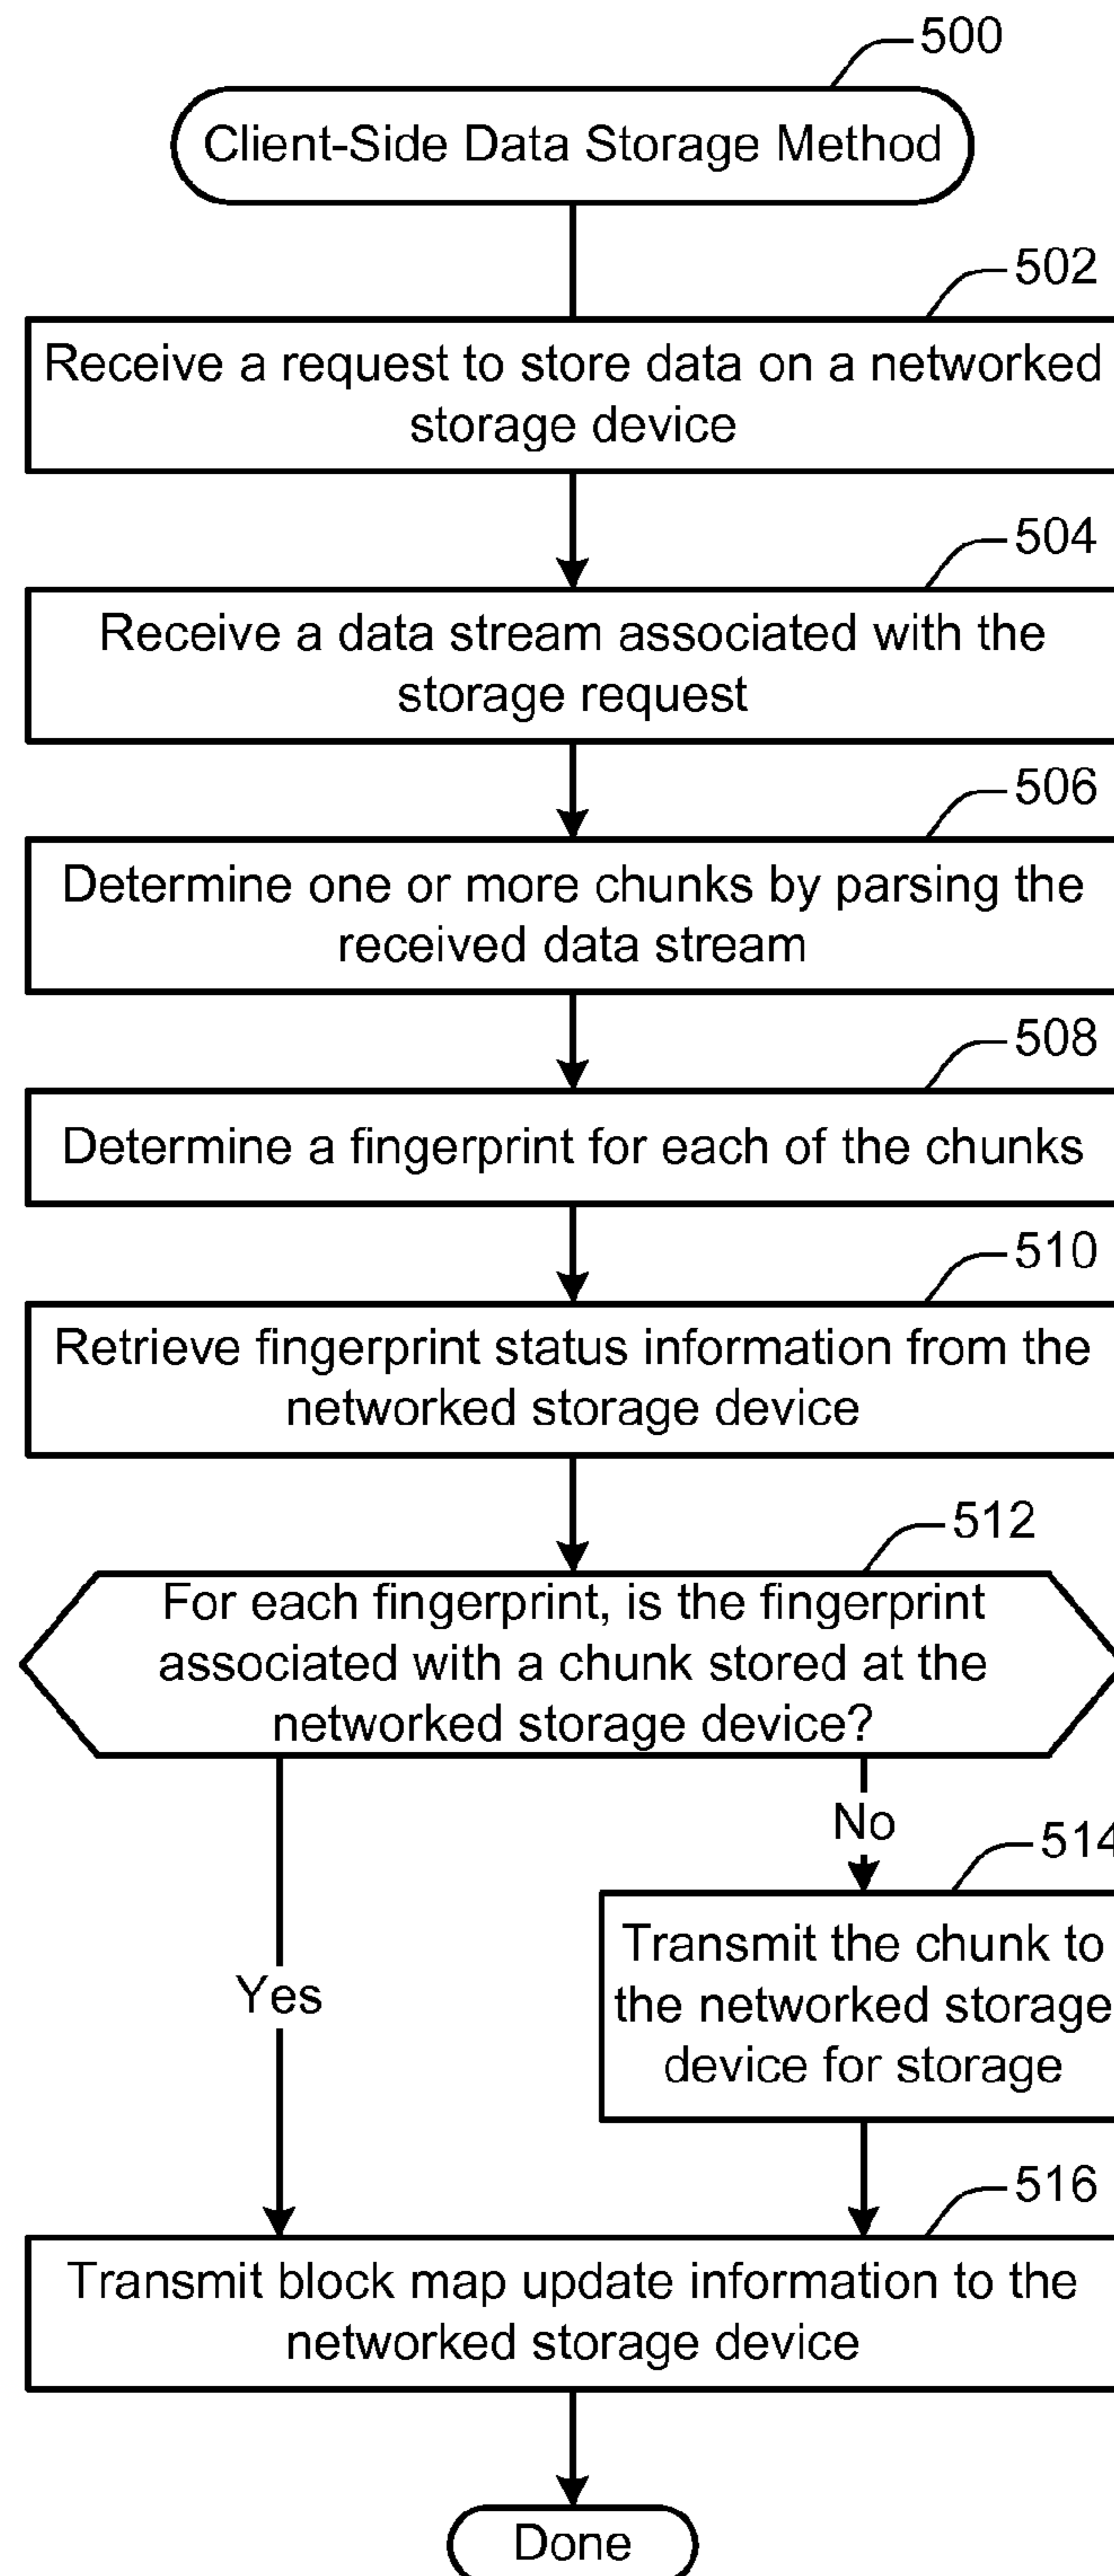 500
Client-Side Data Storage Method
502
Receive a request to store data on a networked
storage device
504
Receive a data stream associated with the
storage request
506
Determine one or more chunks by parsing the
received data stream
508
Determine a fingerprint for each of the chunks
510
Retrieve fingerprint status information from the
networked storage device
512
For each fingerprint, is the fingerprint
associated with a chunk stored at the
networked storage device?
No
514
Transmit the chunk to
the networked storage
device for storage
Yes
516
Transmit block map update information to the
networked storage device
Done